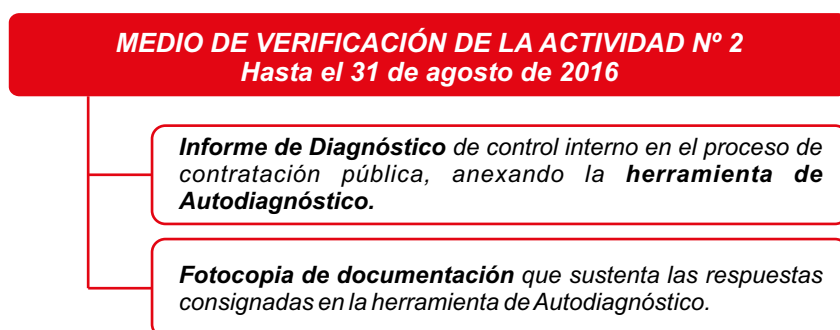 MEDIO DE VERIFICACIÓN DE LA ACTIVIDAD Nº 2
Hasta el 31 de agosto de 2016
Informe de Diagnóstico de control interno en el proceso de
contratación pública, anexando la herramienta de
Autodiagnóstico.
Fotocopia de documentación que sustenta las respuestas
consignadas en la herramienta de Autodiagnóstico.